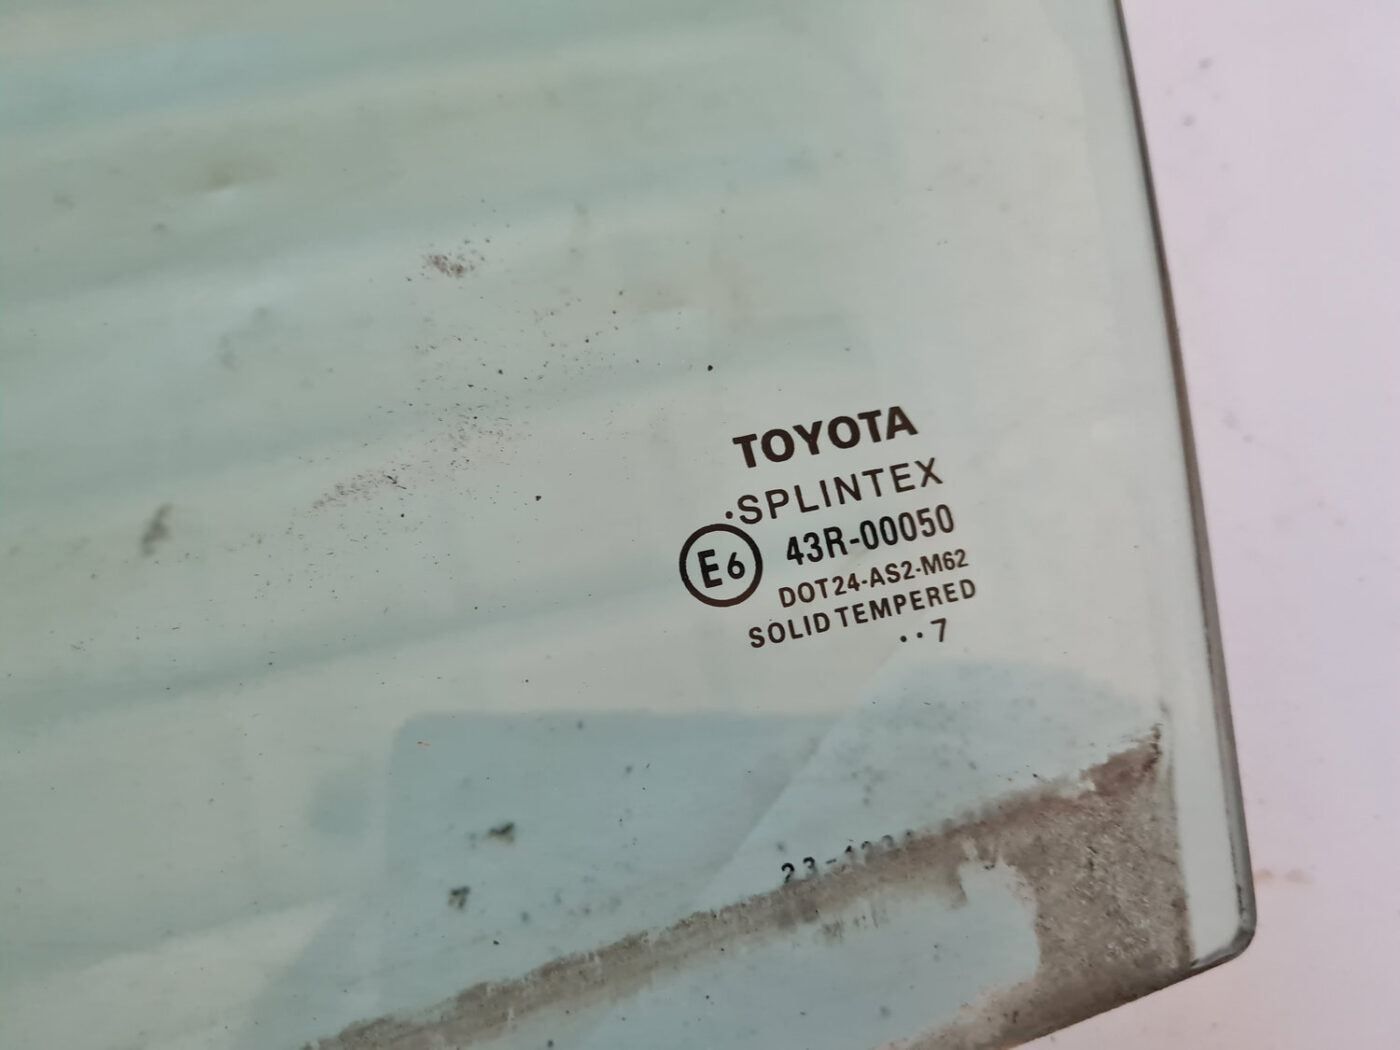 TOYOTA
·SPLINTEX
E6 43R-00050
DOT24-AS2-M62
SOLID TEMPERED
··7